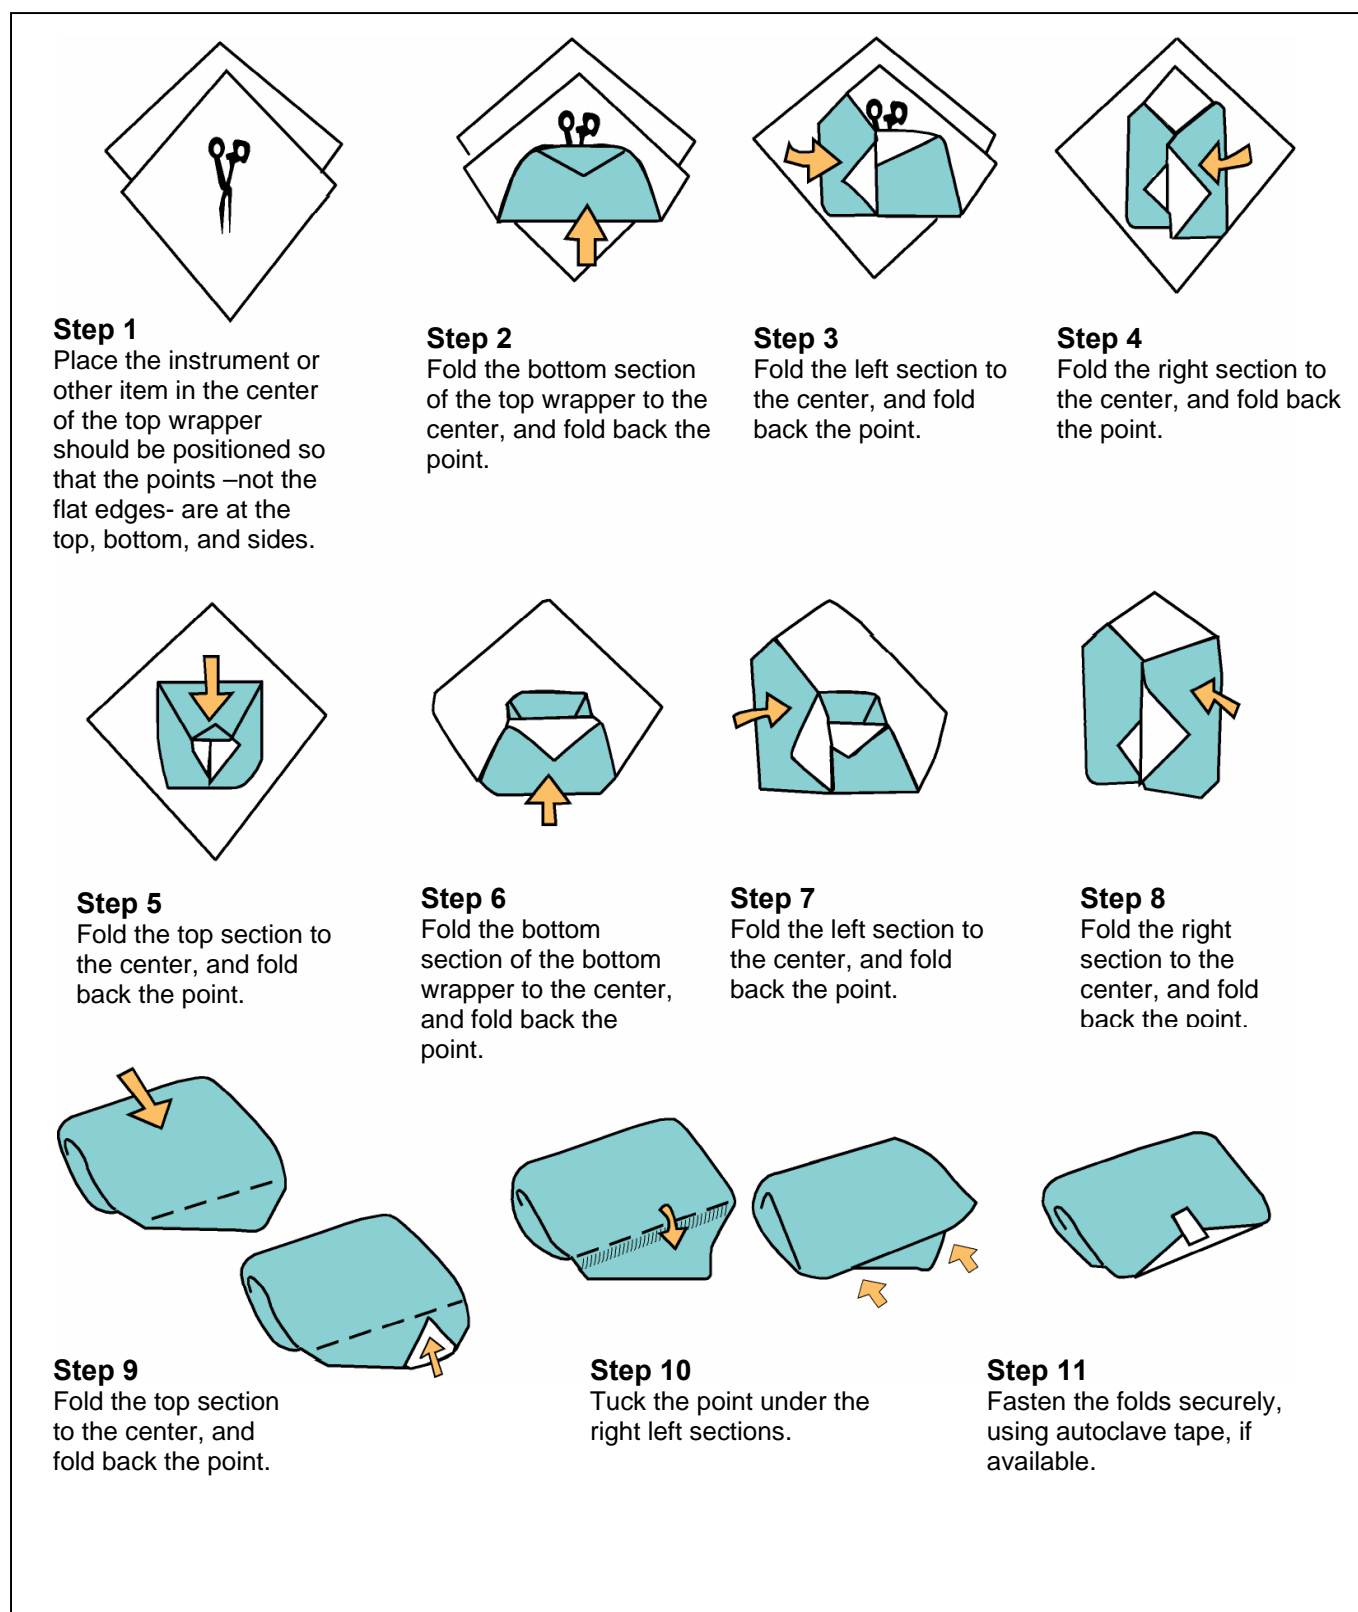 Step 1
Place the instrument or
other item in the center
of the top wrapper
should be positioned so
that the points –not the
flat edges- are at the
top, bottom, and sides.
Step 2
Fold the bottom section
of the top wrapper to the
center, and fold back the
point.
Step 3
Fold the left section to
the center, and fold
back the point.
Step 4
Fold the right section to
the center, and fold back
the point.
Step 5
Fold the top section to
the center, and fold
back the point.
Step 6
Fold the bottom
section of the bottom
wrapper to the center,
and fold back the
point.
Step 7
Fold the left section to
the center, and fold
back the point.
Step 8
Fold the right
section to the
center, and fold
back the point.
Step 9
Fold the top section
to the center, and
fold back the point.
Step 10
Tuck the point under the
right left sections.
Step 11
Fasten the folds securely,
using autoclave tape, if
available.